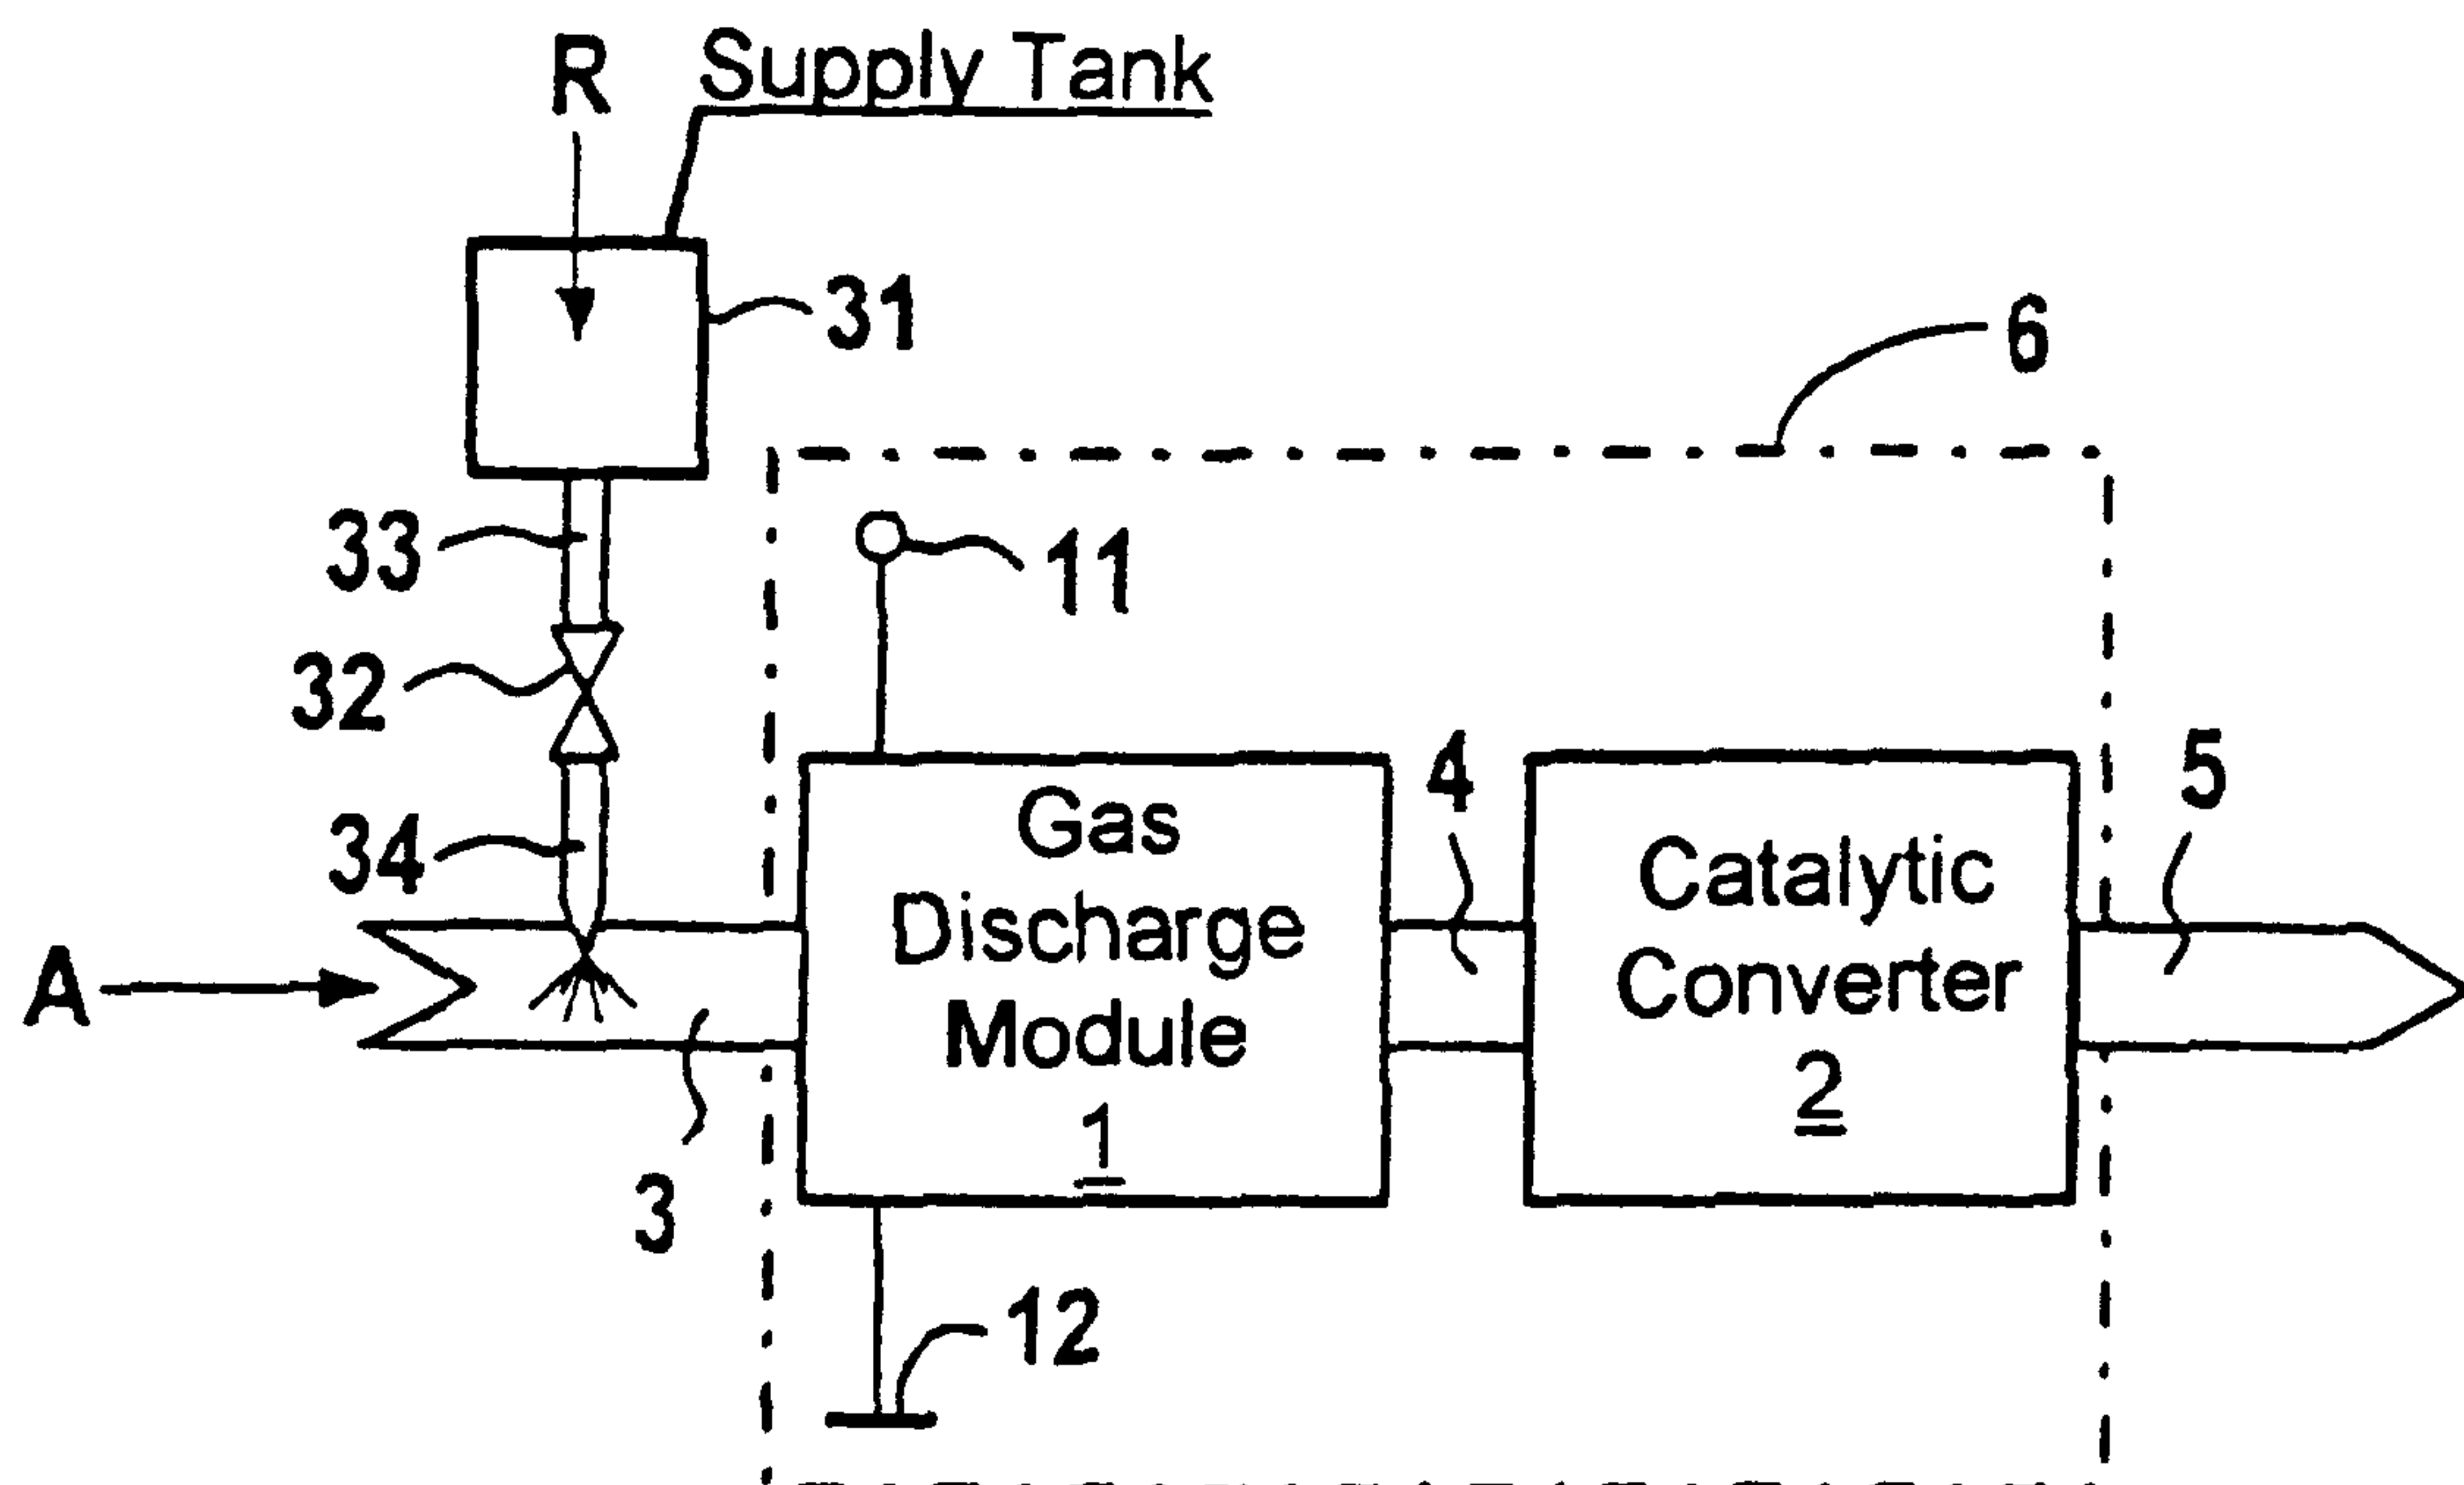 R Supply Tank
31
6
33
11
32
4
5
34
Gas
Discharge
Module
1
Catalytic
Converter
2
A
3
12